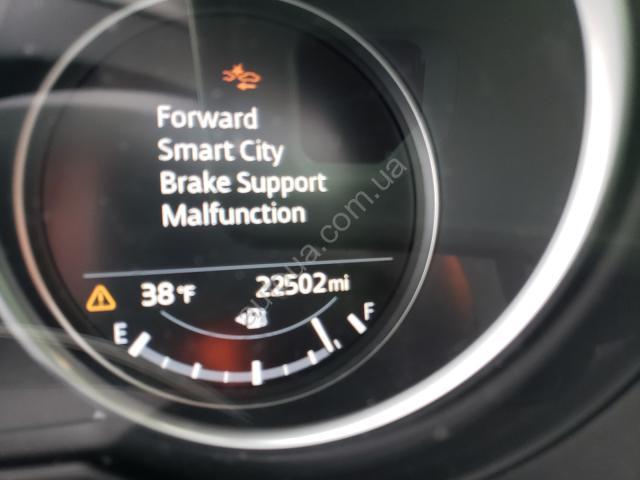 Forward
Smart City
Brake Support
Malfunction
38°F
22502mi
E
F